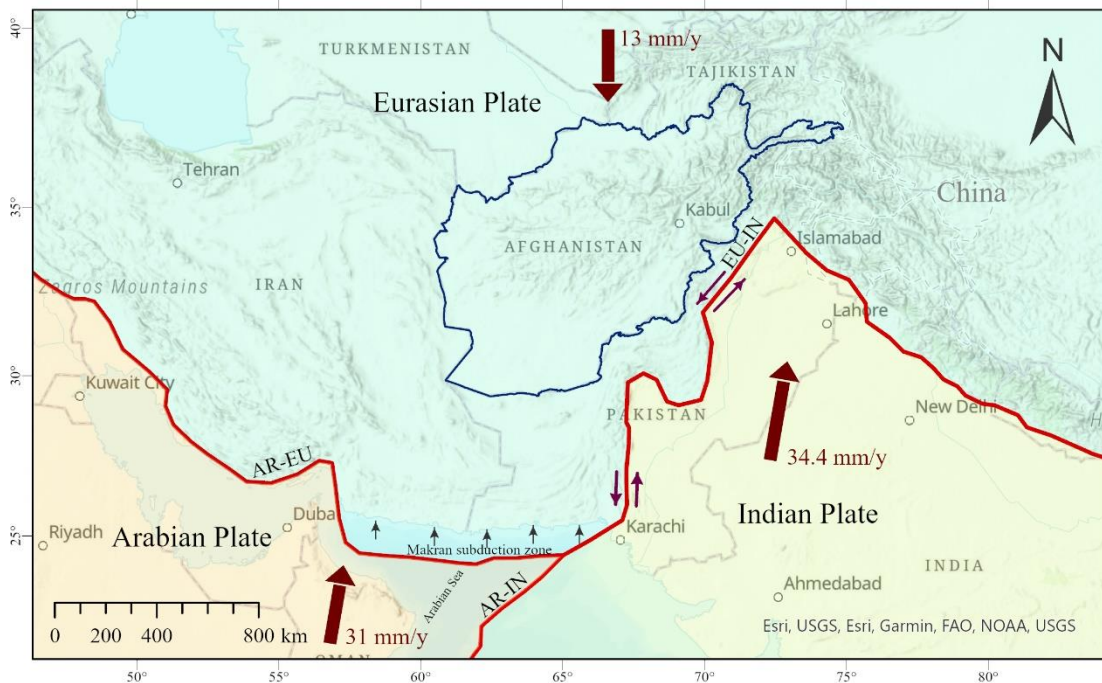 40°
TURKMENISTAN
13 mm/y
TAJIKISTAN
N
Eurasian Plate
Tehran
China
35°
Kabul
AFGHANISTAN
EU-IN
Islamabad
Zagros Mountains
IRAN
Lahore
30°
Kuwait City
PAKISTAN
New Delhi
AR-EU
34.4 mm/y
Dubai
Karachi
Indian Plate
Arabian Plate
25°
Riyadh
Makran subduction zone
INDIA
Arabian Sea
AR-IN
Ahmedabad
0 200 400 800 km
31 mm/y
Esri, USGS, Esri, Garmin, FAO, NOAA, USGS
OMAN
50° 55° 60° 65° 70° 75° 80°